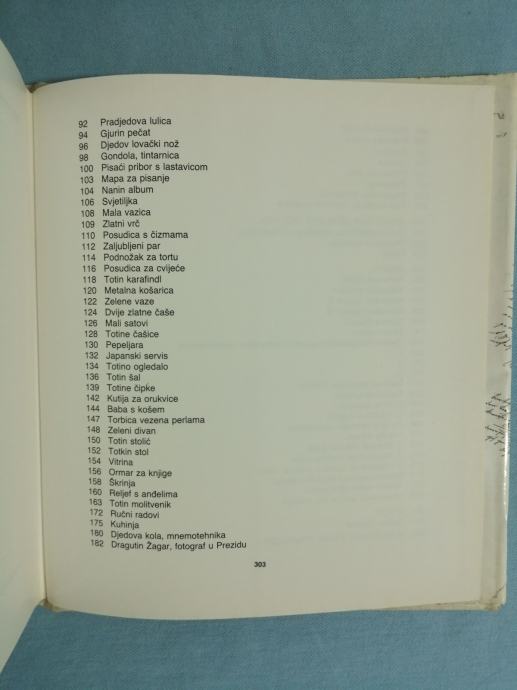 92 Pradjedova lulica
94 Gjurin pečat
96 Djedov lovački nož
98 Gondola, tintarnica
100 Pisaći pribor s lastavicom
103 Mapa za pisanje
104 Nanin album
106 Svjetiljka
108 Mala vazica
109 Zlatni vrč
110 Posudica s čizmama
112 Zaljubljeni par
114 Podnožak za tortu
116 Posudica za cvijeće
118 Totin karafindl
120 Metalna košarica
122 Zelene vaze
124 Dvije zlatne čaše
126 Mali satovi
128 Totine čašice
130 Pepeljara
132 Japanski servis
134 Totino ogledalo
136 Totin šal
139 Totine čipke
142 Kutija za orukvice
144 Baba s košem
147 Torbica vezena perlama
148 Zeleni divan
150 Totin stolić
152 Totkin stol
154 Vitrina
156 Ormar za knjige
158 Škrinja
160 Reljef s anđelima
163 Totin molitvenik
172 Ručni radovi
175 Kuhinja
180 Djedova kola, mnemotehnika
182 Dragutin Žagar, fotograf u Prezidu
303